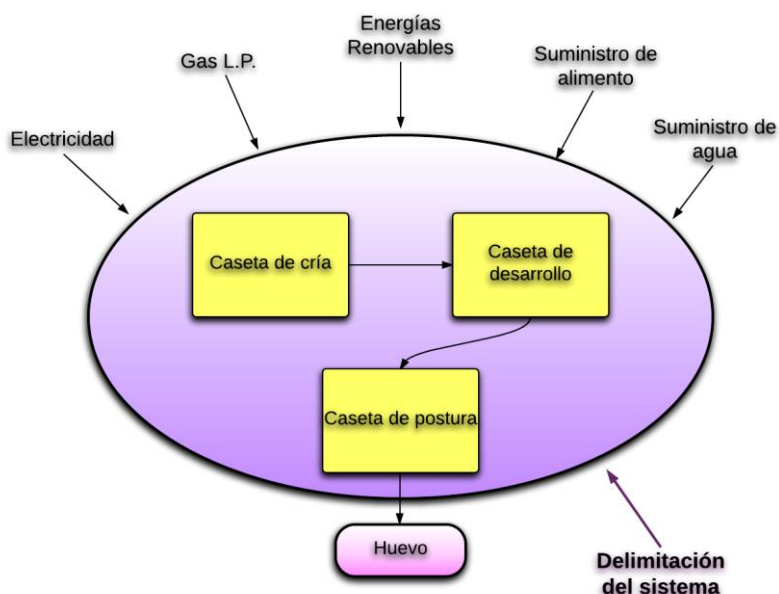 Energías
Renovables
Gas L.P.
Suministro de
alimento
Electricidad
Suministro de
agua
Caseta de cría
Caseta de
desarrollo
Caseta de postura
Huevo
Delimitación
del sistema